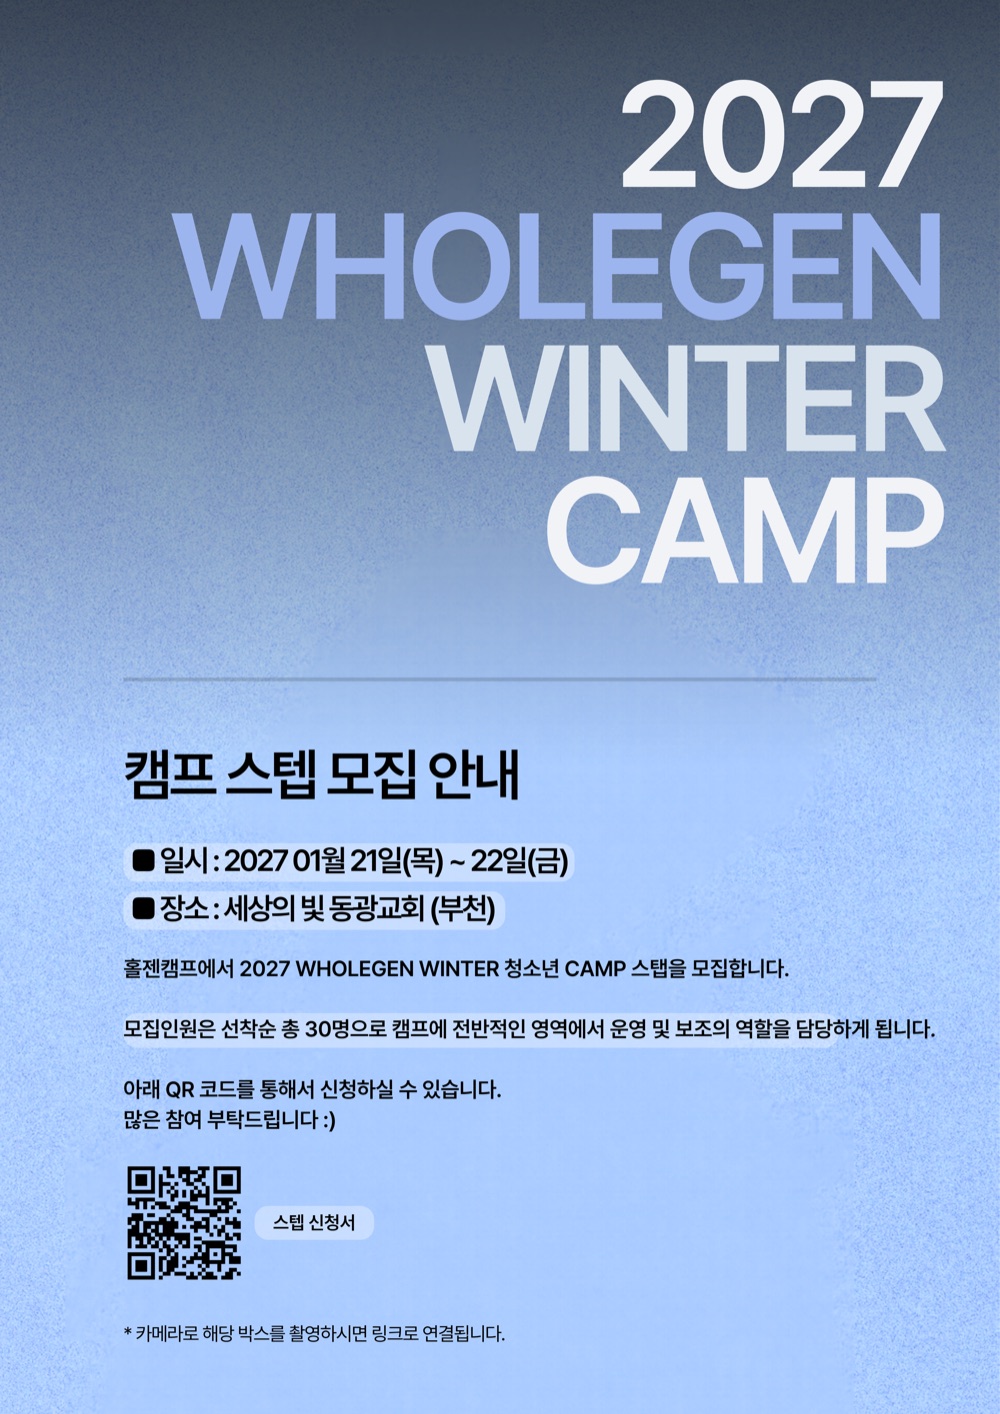 2027
WHOLEGEN
WINTER
CAMP
캠프 스텝 모집 안내
■ 일시 : 2027 01월 21일(목) ~ 22일(금)
■ 장소 : 세상의 빛 동광교회 (부천)
홀젠캠프에서 2027 WHOLEGEN WINTER 청소년 CAMP 스탭을 모집합니다.
모집인원은 선착순 총 30명으로 캠프에 전반적인 영역에서 운영 및 보조의 역할을 담당하게 됩니다.
아래 QR 코드를 통해서 신청하실 수 있습니다.
많은 참여 부탁드립니다 :)
스텝 신청서
* 카메라로 해당 박스를 촬영하시면 링크로 연결됩니다.